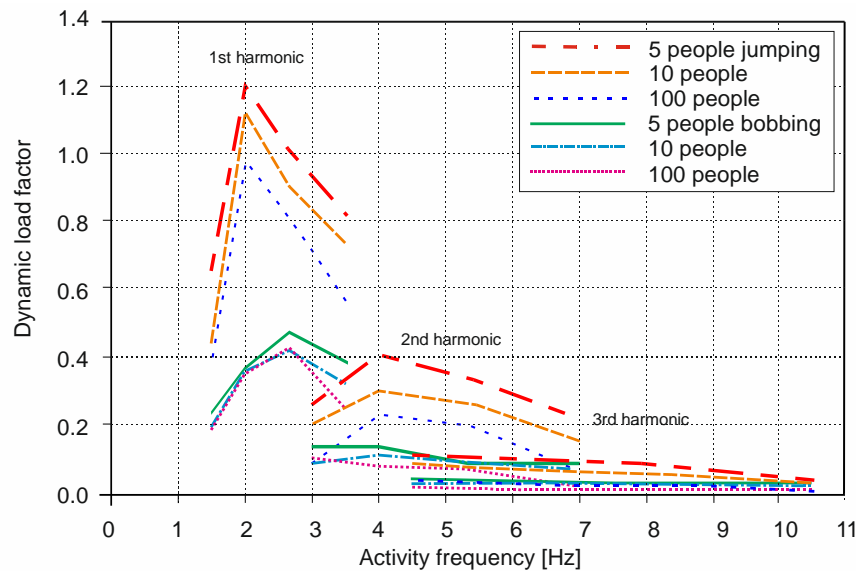 1.4
1.2
1.0
0.8
0.6
0.4
0.2
0.0
Dynamic load factor
1st harmonic
2nd harmonic
3rd harmonic
5 people jumping
10 people
100 people
5 people bobbing
10 people
100 people
0 1 2 3 4 5 6 7 8 9 10 11
Activity frequency [Hz]